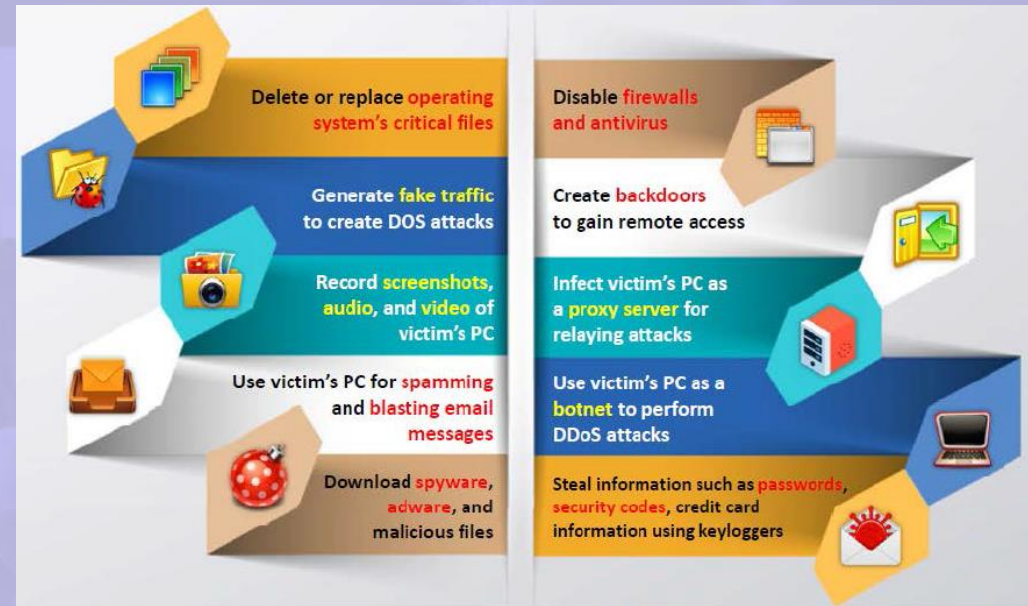 Delete or replace operating
system's critical files
Generate fake traffic
to create DOS attacks
Record screenshots,
audio, and video of
victim's PC
Use victim's PC for spamming
and blasting email
messages
Download spyware,
adware, and
malicious files
Disable firewalls
and antivirus
Create backdoors
to gain remote access
Infect victim's PC as
a proxy server for
relaying attacks
Use victim's PC as a
botnet to perform
DDoS attacks
Steal information such as passwords,
security codes, credit card
information using keyloggers